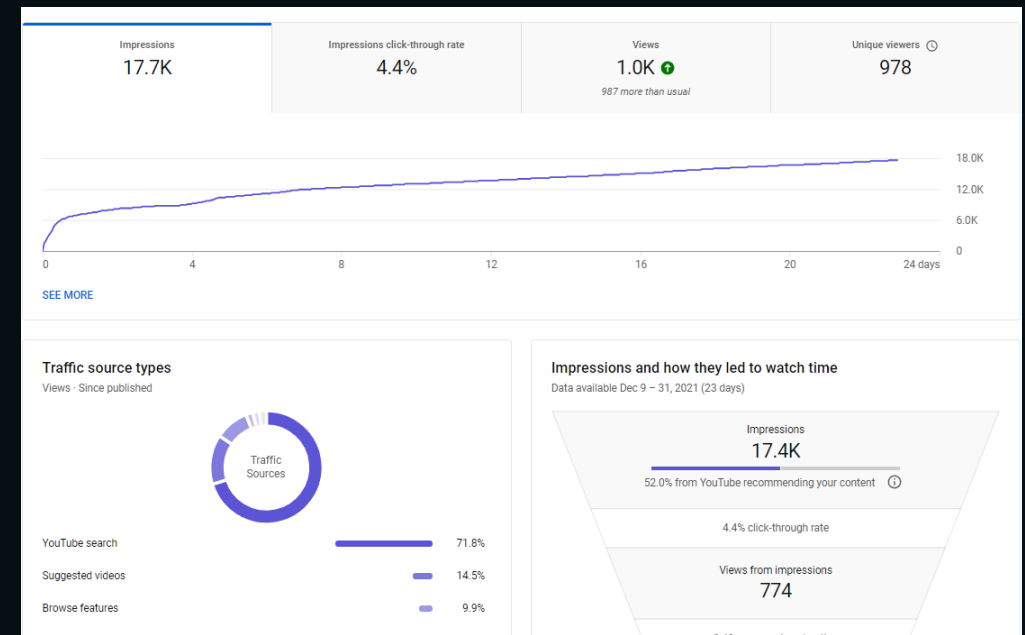 Impressions
17.7K
Impressions click-through rate
4.4%
Views
1.0K
987 more than usual
Unique viewers
978
18.0K
12.0K
6.0K
0
0 4 8 12 16 20 24 days
SEE MORE
Traffic source types
Views · Since published
Traffic
Sources
YouTube search 71.8%
Suggested videos 14.5%
Browse features 9.9%
Impressions and how they led to watch time
Data available Dec 9 – 31, 2021 (23 days)
Impressions
17.4K
52.0% from YouTube recommending your content
4.4% click-through rate
Views from impressions
774